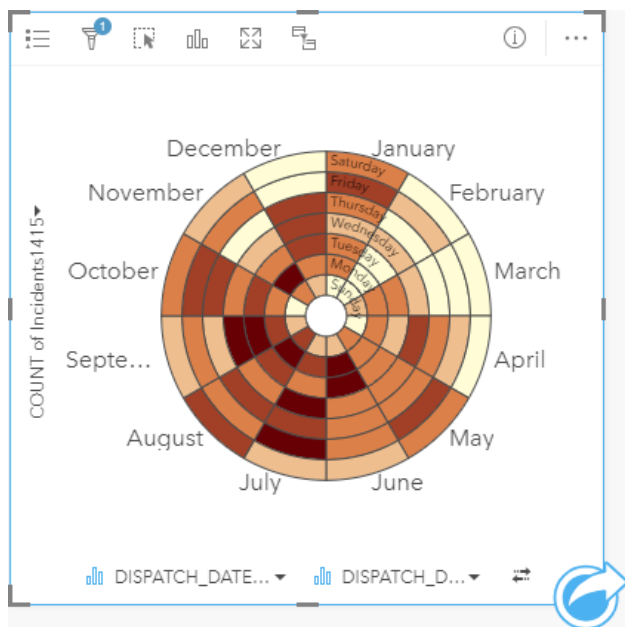 1
December
January
November
February
Saturday
Friday
Thursday
Wednesday
Tuesday
Monday
Sunday
October
March
COUNT of Incidents1415
Septe...
April
August
May
July
June
DISPATCH_DATE...
DISPATCH_D...